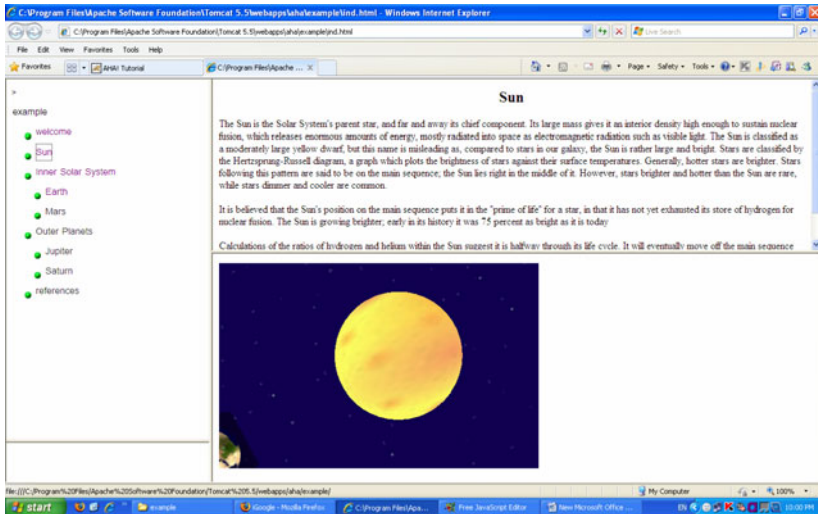 C:\Program Files\Apache Software Foundation\Tomcat 5.5\webapps\aha\example\ind.html - Windows Internet Explorer
C:\Program Files\Apache Software Foundation\Tomcat 5.5\webapps\aha\example\ind.html
Live Search
File Edit View Favorites Tools Help
Favorites
AHA! Tutorial
C:\Program Files\Apache ...
Page
Safety
Tools
>
example
welcome
Sun
Inner Solar System
Earth
Mars
Outer Planets
Jupiter
Saturn
references
Sun
The Sun is the Solar System's parent star, and far and away its chief component. Its large mass gives it an interior density high enough to sustain nuclear
fusion, which releases enormous amounts of energy, mostly radiated into space as electromagnetic radiation such as visible light. The Sun is classified as
a moderately large yellow dwarf, but this name is misleading as, compared to stars in our galaxy, the Sun is rather large and bright. Stars are classified by
the Hertzsprung-Russell diagram, a graph which plots the brightness of stars against their surface temperatures. Generally, hotter stars are brighter. Stars
following this pattern are said to be on the main sequence; the Sun lies right in the middle of it. However, stars brighter and hotter than the Sun are rare,
while stars dimmer and cooler are common.
It is believed that the Sun's position on the main sequence puts it in the "prime of life" for a star, in that it has not yet exhausted its store of hydrogen for
nuclear fusion. The Sun is growing brighter; early in its history it was 75 percent as bright as it is today
Calculations of the ratios of hydrogen and helium within the Sun suggest it is halfway through its life cycle. It will eventually move off the main sequence
file:///C:/Program%20Files/Apache%20Software%20Foundation/Tomcat%205.5/webapps/aha/example/
My Computer
100%
start
example
iGoogle - Mozilla Firefox
C:\Program Files\Apa...
Free JavaScript Editor
New Microsoft Office ...
EN
10:00 PM